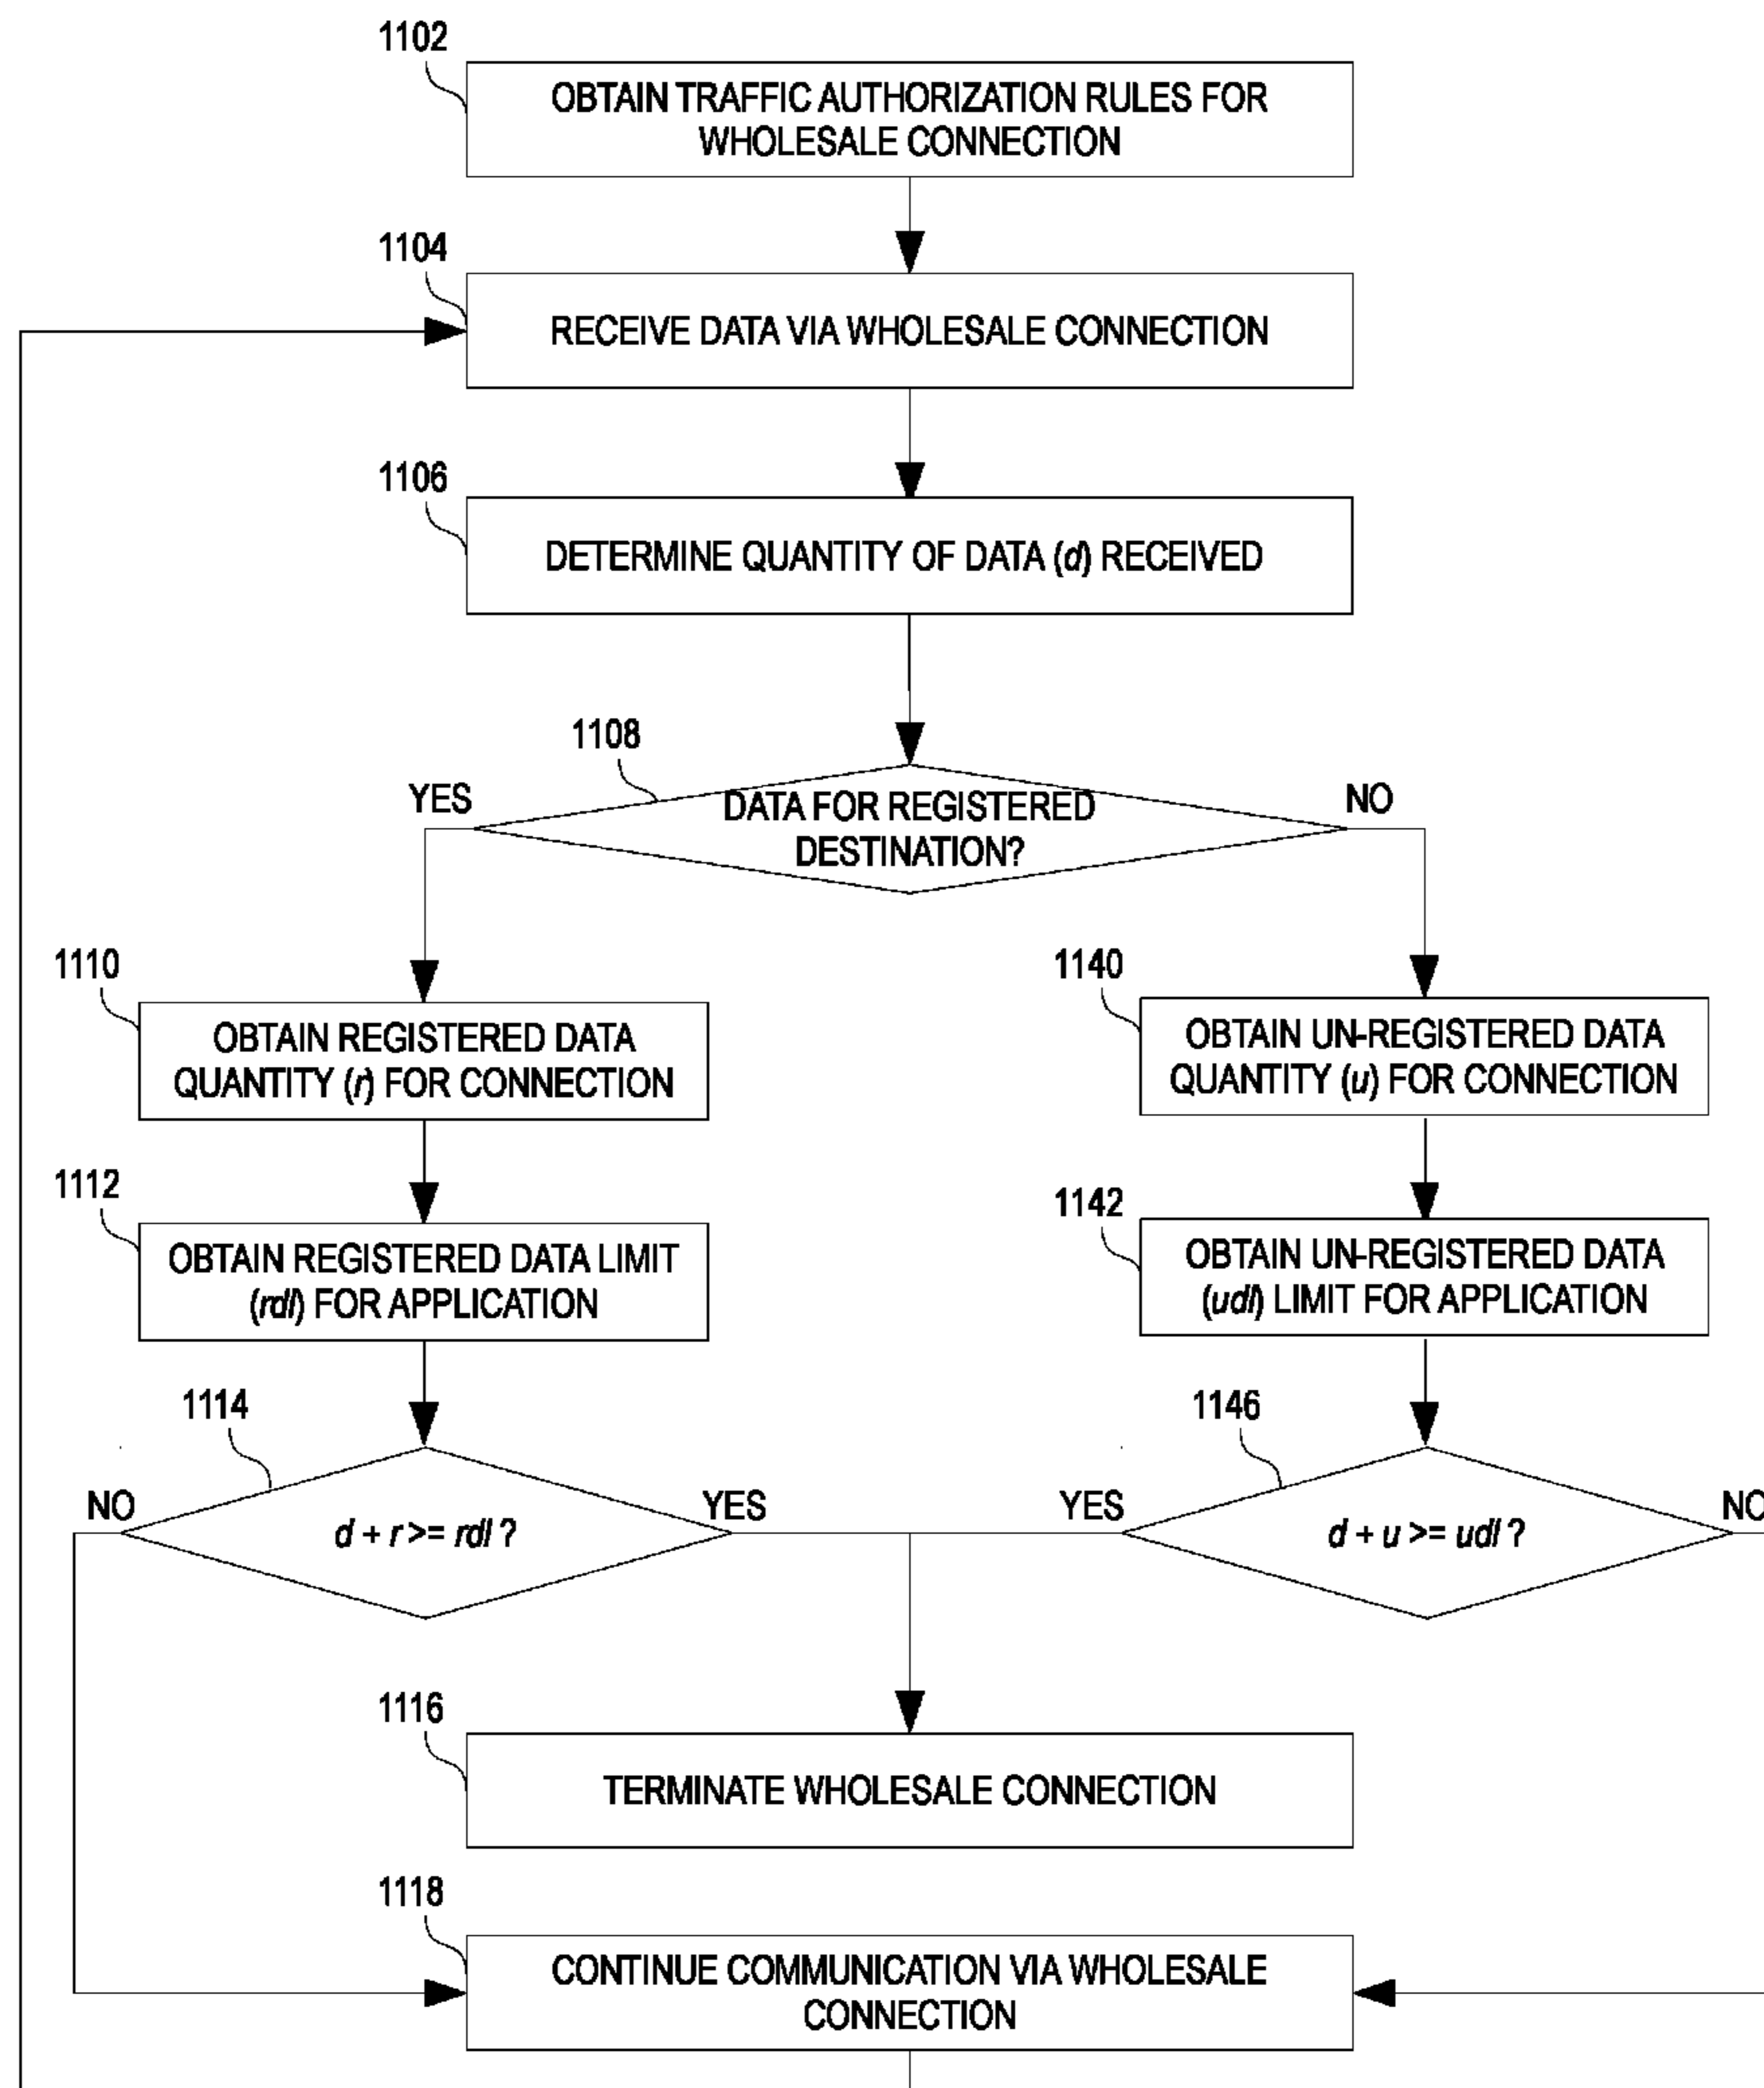 1102
OBTAIN TRAFFIC AUTHORIZATION RULES FOR
WHOLESALE CONNECTION
1104
RECEIVE DATA VIA WHOLESALE CONNECTION
1106
DETERMINE QUANTITY OF DATA (d) RECEIVED
1108
YES
DATA FOR REGISTERED
DESTINATION?
NO
1110
OBTAIN REGISTERED DATA
QUANTITY (r) FOR CONNECTION
1140
OBTAIN UN-REGISTERED DATA
QUANTITY (u) FOR CONNECTION
1112
OBTAIN REGISTERED DATA LIMIT
(rdl) FOR APPLICATION
1142
OBTAIN UN-REGISTERED DATA
(udl) LIMIT FOR APPLICATION
1114
NO
d + r >= rdl ?
YES
1146
YES
d + u >= udl ?
NO
1116
TERMINATE WHOLESALE CONNECTION
1118
CONTINUE COMMUNICATION VIA WHOLESALE
CONNECTION